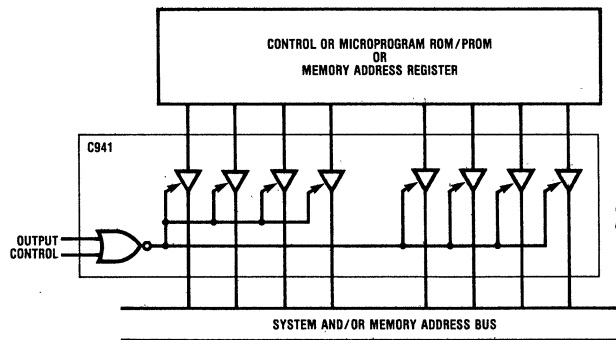 CONTROL OR MICROPROGRAM ROM/PROM
OR
MEMORY ADDRESS REGISTER
C941
OUTPUT
CONTROL
SYSTEM AND/OR MEMORY ADDRESS BUS